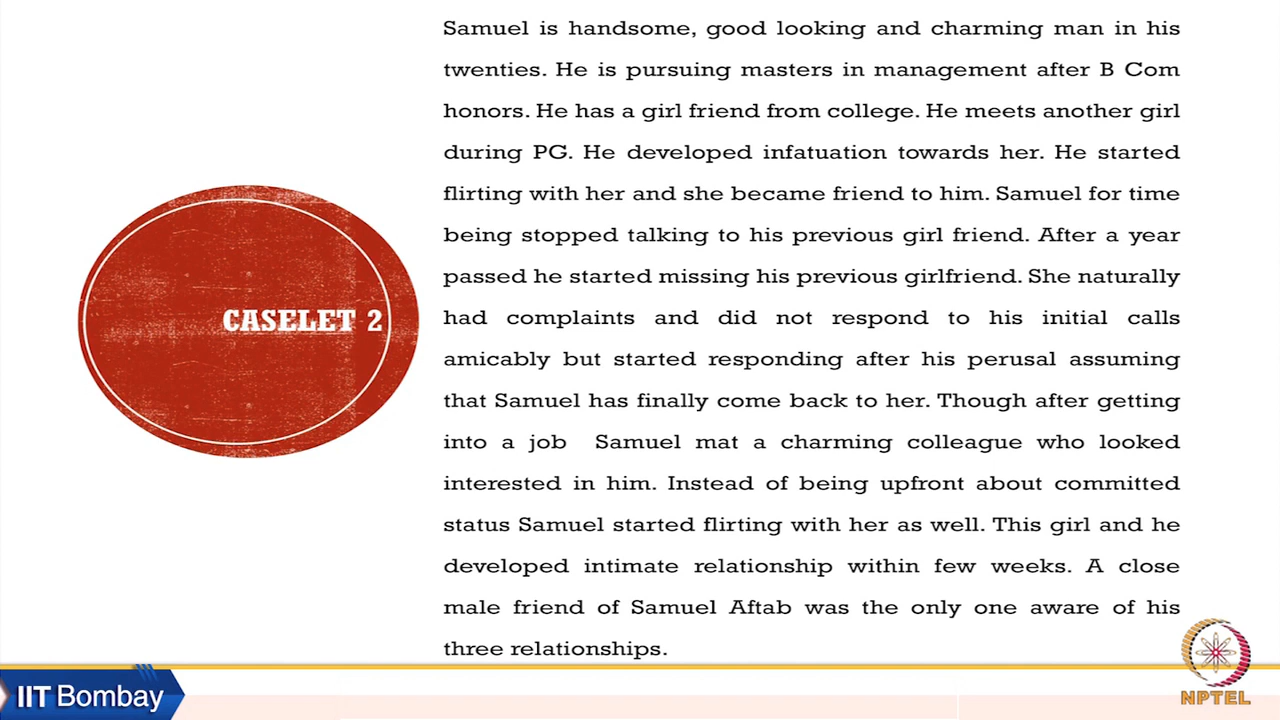 Samuel is handsome, good looking and charming man in his
twenties. He is pursuing masters in management after B Com
honors. He has a girl friend from college. He meets another girl
during PG. He developed infatuation towards her. He started
flirting with her and she became friend to him. Samuel for time
being stopped talking to his previous girl friend. After a year
passed he started missing his previous girlfriend. She naturally
had complaints and did not respond to his initial calls
amicably but started responding after his perusal assuming
that Samuel has finally come back to her. Though after getting
into a job Samuel mat a charming colleague who looked
interested in him. Instead of being upfront about committed
status Samuel started flirting with her as well. This girl and he
developed intimate relationship within few weeks. A close
male friend of Samuel Aftab was the only one aware of his
three relationships.
CASELET 2
IIT Bombay
NPTEL